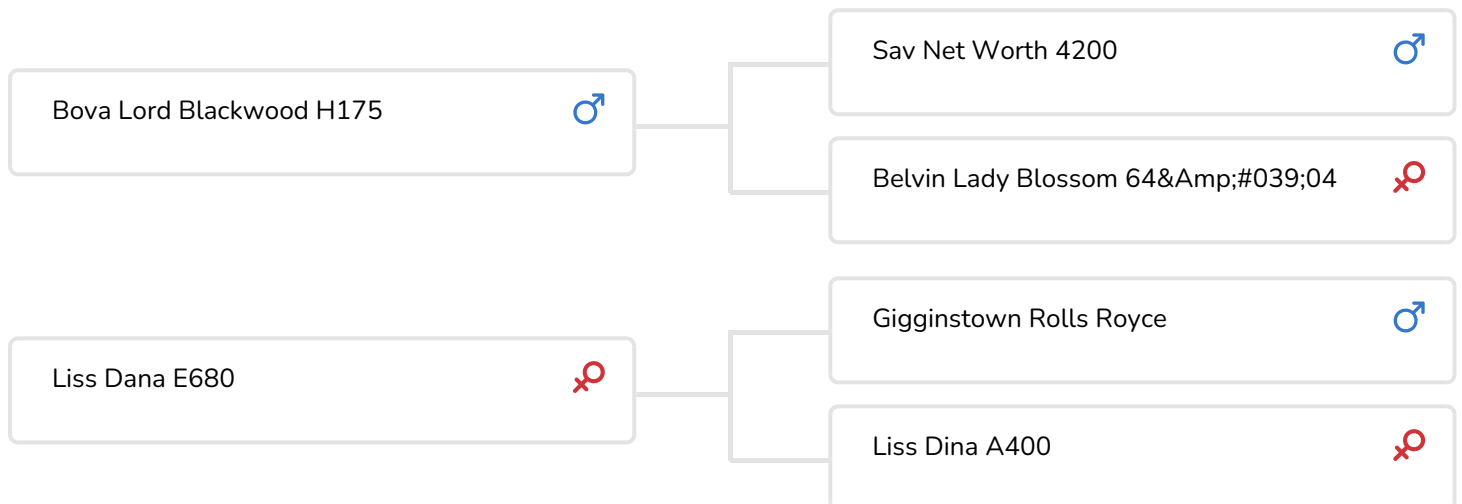 Bova Lord Blackwood H175
Sav Net Worth 4200
Belvin Lady Blossom 64&Amp;#039;04
Liss Dana E680
Gigginstown Rolls Royce
Liss Dina A400